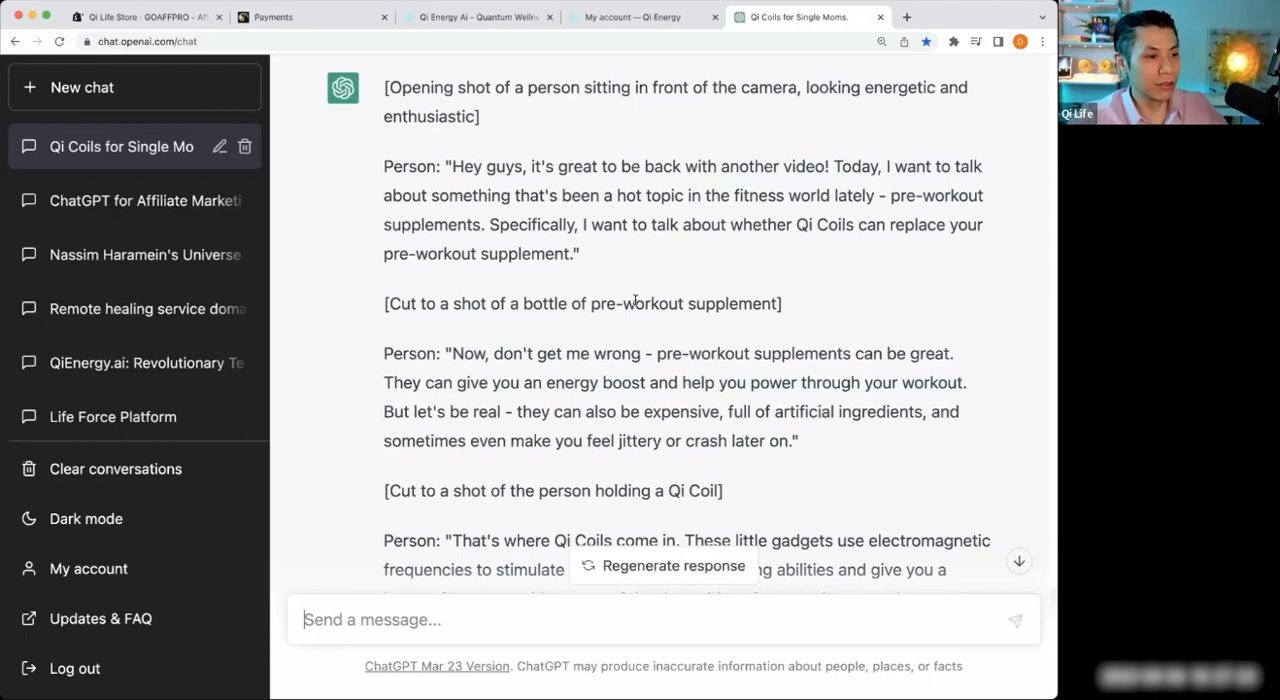 Qi Life Store - GOAFFPRO - Af
Payments
Qi Energy Ai - Quantum Welln
My account — Qi Energy
Qi Coils for Single Moms.
chat.openai.com/chat
D
Qi Life
New chat
Qi Coils for Single Mo
ChatGPT for Affiliate Marketi
Nassim Haramein's Universe
Remote healing service doma
QiEnergy.ai: Revolutionary Te
Life Force Platform
Clear conversations
Dark mode
My account
Updates & FAQ
Log out
[Opening shot of a person sitting in front of the camera, looking energetic and
enthusiastic]
Person: "Hey guys, it's great to be back with another video! Today, I want to talk
about something that's been a hot topic in the fitness world lately - pre-workout
supplements. Specifically, I want to talk about whether Qi Coils can replace your
pre-workout supplement."
[Cut to a shot of a bottle of pre-workout supplement]
Person: "Now, don't get me wrong - pre-workout supplements can be great.
They can give you an energy boost and help you power through your workout.
But let's be real - they can also be expensive, full of artificial ingredients, and
sometimes even make you feel jittery or crash later on."
[Cut to a shot of the person holding a Qi Coil]
Person: "That's where Qi Coils come in. These little gadgets use electromagnetic
frequencies to stimulate
ng abilities and give you a
Regenerate response
Send a message...
ChatGPT Mar 23 Version. ChatGPT may produce inaccurate information about people, places, or facts